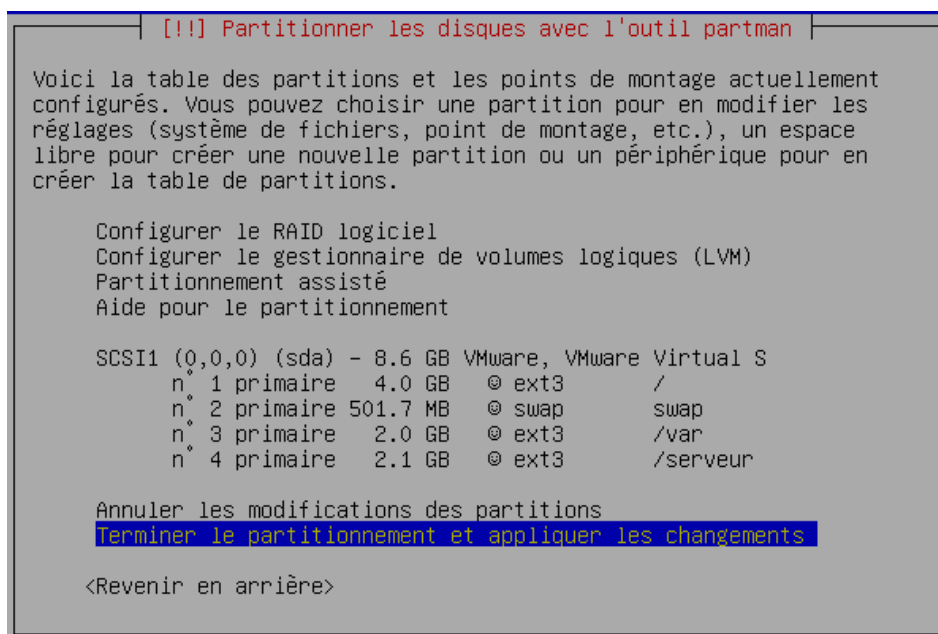 [!!] Partitionner les disques avec l'outil partman
Voici la table des partitions et les points de montage actuellement
configurés. Vous pouvez choisir une partition pour en modifier les
réglages (système de fichiers, point de montage, etc.), un espace
libre pour créer une nouvelle partition ou un périphérique pour en
créer la table de partitions.
Configurer le RAID logiciel
Configurer le gestionnaire de volumes logiques (LVM)
Partitionnement assisté
Aide pour le partitionnement
SCSI1 (0,0,0) (sda) - 8.6 GB VMware, VMware Virtual S
n° 1 primaire 4.0 GB ☺ ext3 /
n° 2 primaire 501.7 MB ☺ swap swap
n° 3 primaire 2.0 GB ☺ ext3 /var
n° 4 primaire 2.1 GB ☺ ext3 /serveur
Annuler les modifications des partitions
Terminer le partitionnement et appliquer les changements
<Revenir en arrière>